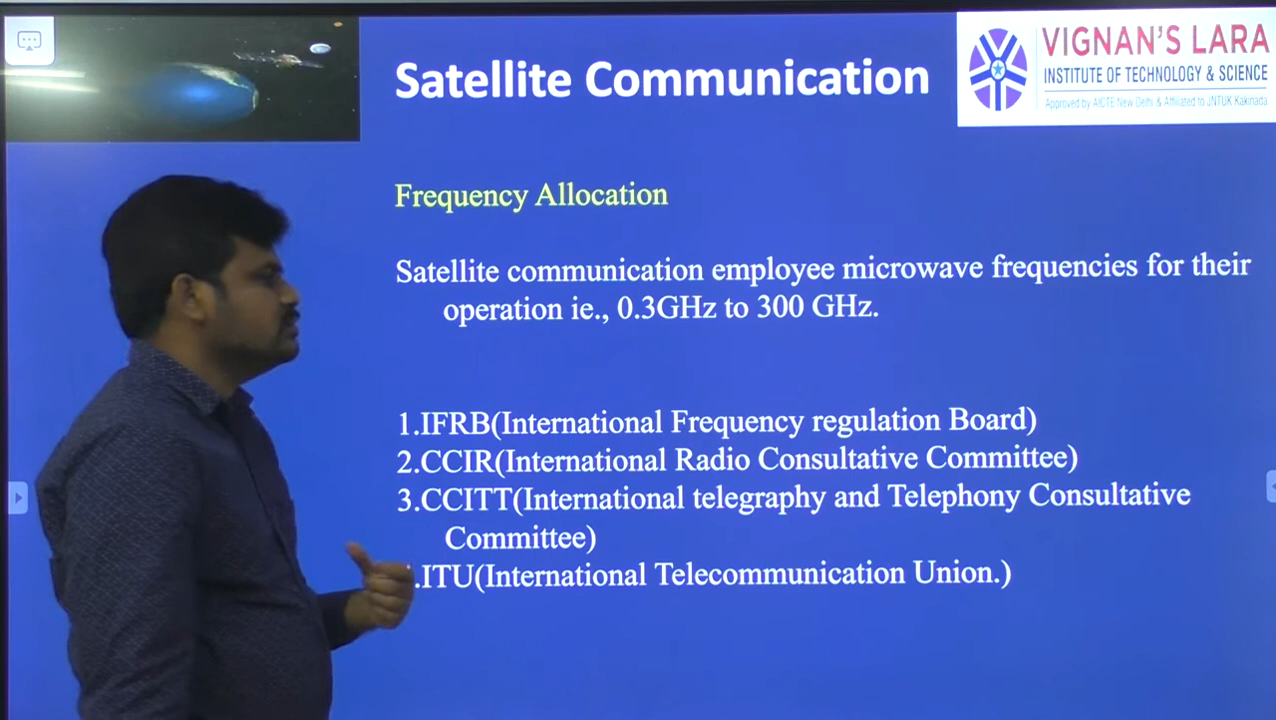 Satellite Communication
VIGNAN'S LARA
INSTITUTE OF TECHNOLOGY & SCIENCE
Approved by AICTE New Delhi & Affiliated to JNTUK Kakinada
Frequency Allocation
Satellite communication employee microwave frequencies for their
operation ie., 0.3GHz to 300 GHz.
1.IFRB(International Frequency regulation Board)
2.CCIR(International Radio Consultative Committee)
3.CCITT(International telegraphy and Telephony Consultative
Committee)
.ITU(International Telecommunication Union.)